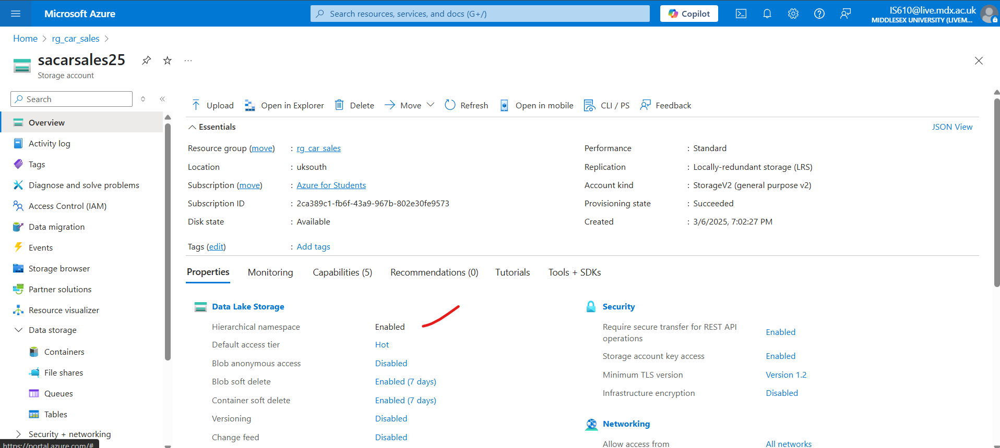 Microsoft Azure
Search resources, services, and docs (G+/)
Copilot
IS610@live.mdx.ac.uk
MIDDLESEX UNIVERSITY (LIVEM...
Home > rg_car_sales >
sacarsales25
Storage account
Search
Overview
Activity log
Tags
Diagnose and solve problems
Access Control (IAM)
Data migration
Events
Storage browser
Partner solutions
Resource visualizer
Data storage
Containers
File shares
Queues
Tables
Security + networking
https://portal.azure.com/#
Upload Open in Explorer Delete Move Refresh Open in mobile CLI / PS Feedback
Essentials
JSON View
Resource group (move) : rg_car_sales
Location : uksouth
Subscription (move) : Azure for Students
Subscription ID : 2ca389c1-fb6f-43a9-967b-802e30fe9573
Disk state : Available
Tags (edit) : Add tags
Performance : Standard
Replication : Locally-redundant storage (LRS)
Account kind : StorageV2 (general purpose v2)
Provisioning state : Succeeded
Created : 3/6/2025, 7:02:27 PM
Properties Monitoring Capabilities (5) Recommendations (0) Tutorials Tools + SDKs
Data Lake Storage
Hierarchical namespace Enabled
Default access tier Hot
Blob anonymous access Disabled
Blob soft delete Enabled (7 days)
Container soft delete Enabled (7 days)
Versioning Disabled
Change feed Disabled
Security
Require secure transfer for REST API
operations Enabled
Storage account key access Enabled
Minimum TLS version Version 1.2
Infrastructure encryption Disabled
Networking
Allow access from All networks